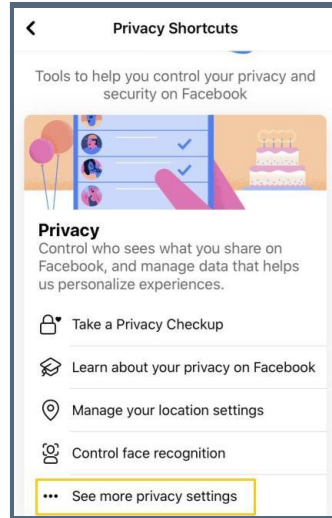 Privacy Shortcuts
Tools to help you control your privacy and
security on Facebook
Privacy
Control who sees what you share on
Facebook, and manage data that helps
us personalize experiences.
Take a Privacy Checkup
Learn about your privacy on Facebook
Manage your location settings
Control face recognition
See more privacy settings